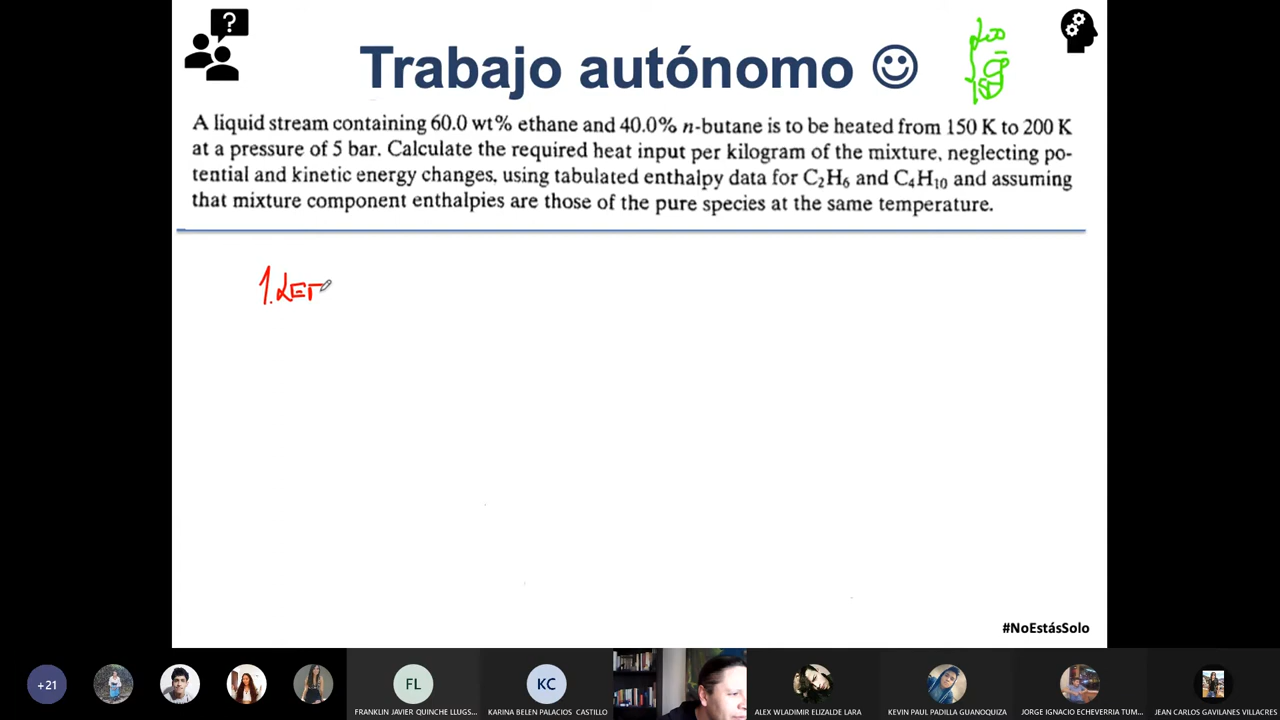 ?
Trabajo autónomo
A liquid stream containing 60.0 wt% ethane and 40.0% n-butane is to be heated from 150 K to 200 K
at a pressure of 5 bar. Calculate the required heat input per kilogram of the mixture, neglecting po-
tential and kinetic energy changes, using tabulated enthalpy data for C₂H₆ and C₄H₁₀ and assuming
that mixture component enthalpies are those of the pure species at the same temperature.
1.
#NoEstásSolo
+21
FL
KC
FRANKLIN JAVIER QUINCHE LLUGS...
KARINA BELEN PALACIOS CASTILLO
ALEX WLADIMIR ELIZALDE LARA
KEVIN PAUL PADILLA GUANOQUIZA
JORGE IGNACIO ECHEVERRIA TUM...
JEAN CARLOS GAVILANES VILLACRES